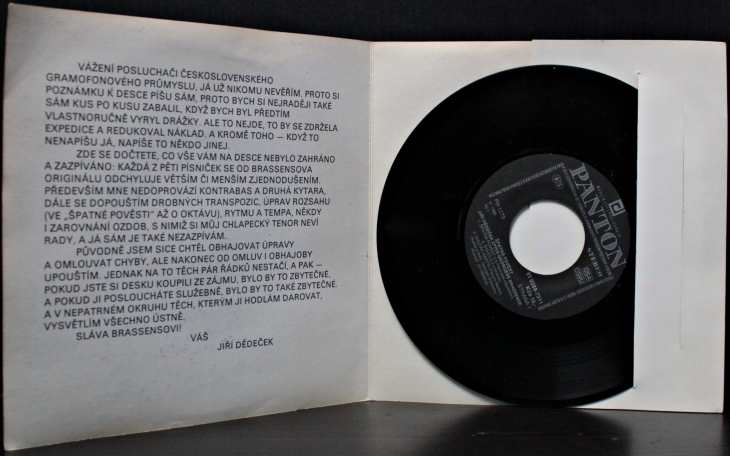 VÁŽENÍ POSLUCHAČI ČESKOSLOVENSKÉHO
GRAMOFONOVÉHO PRŮMYSLU, JÁ UŽ NIKOMU NEVĚŘÍM. PROTO SI
POZNÁMKU K DESCE PÍŠU SÁM, PROTO BYCH SI NEJRADĚJI TAKÉ
SÁM KUS PO KUSU ZABALIL, KDYŽ BYCH BYL PŘEDTÍM
VLASTNORUČNĚ VYRYL DRÁŽKY. ALE TO NEJDE, TO BY SE ZDRŽELA
EXPEDICE A REDUKOVAL NÁKLAD. A KROMĚ TOHO — KDYŽ TO
NENAPÍŠU JÁ, NAPÍŠE TO NĚKDO JINEJ.
ZDE SE DOČTETE, CO VŠE VÁM NA DESCE NEBYLO ZAHRÁNO
A ZAZPÍVÁNO: KAŽDÁ Z PĚTI PÍSNIČEK SE OD BRASSENSOVA
ORIGINÁLU ODCHYLUJE VĚTŠÍM ČI MENŠÍM ZJEDNODUŠENÍM.
PŘEDEVŠÍM MNE NEDOPROVÁZÍ KONTRABAS A DRUHÁ KYTARA,
DÁLE SE DOPOUŠTÍM DROBNÝCH TRANSPOZIC, ÚPRAV ROZSAHU
(VE „ŠPATNÉ POVĚSTI" AŽ O OKTÁVU), RYTMU A TEMPA, NĚKDY
I ZAROVNÁNÍ OZDOB, S NIMIŽ SI MŮJ CHLAPECKÝ TENOR NEVÍ
RADY, A JÁ SÁM JE TAKÉ NEZAZPÍVÁM.
PŮVODNĚ JSEM SICE CHTĚL OBHAJOVAT ÚPRAVY
A OMLOUVAT CHYBY, ALE NAKONEC OD OMLUV I OBHAJOBY
UPOUŠTÍM. JEDNAK NA TO TĚCH PÁR ŘÁDKŮ NESTAČÍ, A PAK —
POKUD JSTE SI DESKU KOUPILI ZE ZÁJMU, BYLO BY TO ZBYTEČNÉ,
A POKUD JI POSLOUCHÁTE SLUŽEBNĚ, BYLO BY TO TAKÉ ZBYTEČNÉ.
A V NEPATRNÉM OKRUHU TĚCH, KTERÝM JI HODLÁM DAROVAT,
VYSVĚTLÍM VŠECHNO ÚSTNĚ.
SLÁVA BRASSENSOVI!
VÁŠ
JIŘÍ DĚDEČEK
PANTON